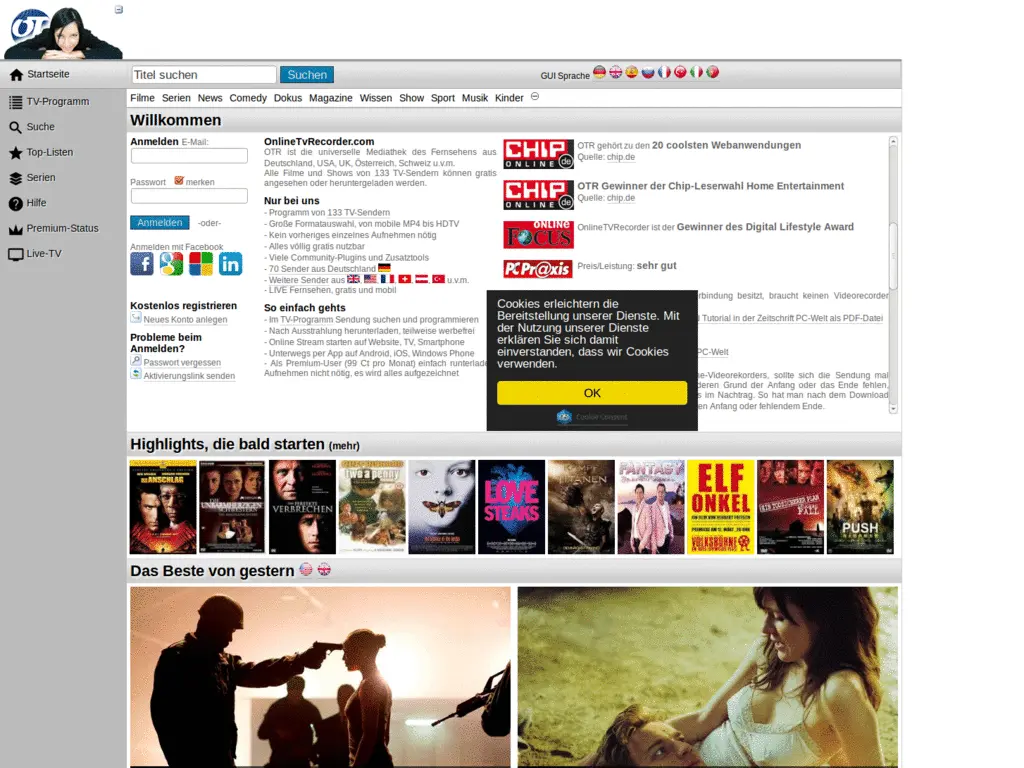 OT
Startseite
Titel suchen
Suchen
GUI Sprache
TV-Programm
Suche
Top-Listen
Serien
Hilfe
Premium-Status
Live-TV
Filme Serien News Comedy Dokus Magazine Wissen Show Sport Musik Kinder
Willkommen
Anmelden E-Mail:
Passwort merken
Anmelden -oder-
Anmelden mit Facebook
Kostenlos registrieren
Neues Konto anlegen
Probleme beim
Anmelden?
Passwort vergessen
Aktivierungslink senden
OnlineTvRecorder.com
OTR ist die universelle Mediathek des Fernsehens aus
Deutschland, USA, UK, Österreich, Schweiz u.v.m.
Alle Filme und Shows von 133 TV-Sendern können gratis
angesehen oder heruntergeladen werden.
Nur bei uns
- Programm von 133 TV-Sendern
- Große Formatauswahl, von mobile MP4 bis HDTV
- Kein vorheriges einzelnes Aufnehmen nötig
- Alles völlig gratis nutzbar
- Viele Community-Plugins und Zusatztools
- 70 Sender aus Deutschland
- Weitere Sender aus , , , , , u.v.m.
- LIVE Fernsehen, gratis und mobil
So einfach gehts
- Im TV-Programm Sendung suchen und programmieren
- Nach Ausstrahlung herunterladen, teilweise werbefrei
- Online Stream starten auf Website, TV, Smartphone
- Unterwegs per App auf Android, iOS, Windows Phone
- Als Premium-User (99 Ct pro Monat) einfach runterlade
Aufnehmen nicht nötig, es wird alles aufgezeichnet
CHIP
ONLINE de
OTR gehört zu den 20 coolsten Webanwendungen
Quelle: chip.de
CHIP
ONLINE de
OTR Gewinner der Chip-Leserwahl Home Entertainment
Quelle: chip.de
ONLINE
FOCUS
OnlineTVRecorder ist der Gewinner des Digital Lifestyle Award
PC Pr@xis
Preis/Leistung: sehr gut
rbindung besitzt, braucht keinen Videorecorder
Tutorial in der Zeitschrift PC-Welt als PDF-Datei
PC-Welt
ne-Videorekorders, sollte sich die Sendung mal
deren Grund der Anfang oder das Ende fehlen,
s im Nachtrag. So hat man nach dem Download
en Anfang oder fehlendem Ende.
Cookies erleichtern die
Bereitstellung unserer Dienste. Mit
der Nutzung unserer Dienste
erklären Sie sich damit
einverstanden, dass wir Cookies
verwenden.
OK
Cookie Consent
Highlights, die bald starten (mehr)
DER ANSCHLAG
DIE
UNBARMHERZIGEN
SCHWESTERN
DAS PERFEKTE
VERBRECHEN
TWO A PENNY
LOVE
STEAKS
KAMPF
TITANEN
FANTASY
ELF
ONKEL
VOLKSBÜHNE
EIN TODSICHERER PLAN
FALL
PUSH
Das Beste von gestern